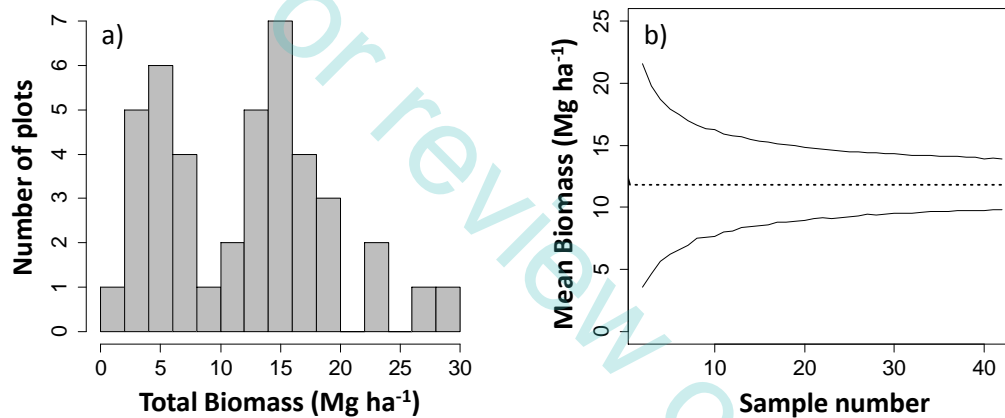 a)
Number of plots
7
6
5
4
3
2
1
0
0 5 10 15 20 25 30
Total Biomass (Mg ha⁻¹)
b)
Mean Biomass (Mg ha⁻¹)
25
20
15
10
5
0
10 20 30 40
Sample number
or review o